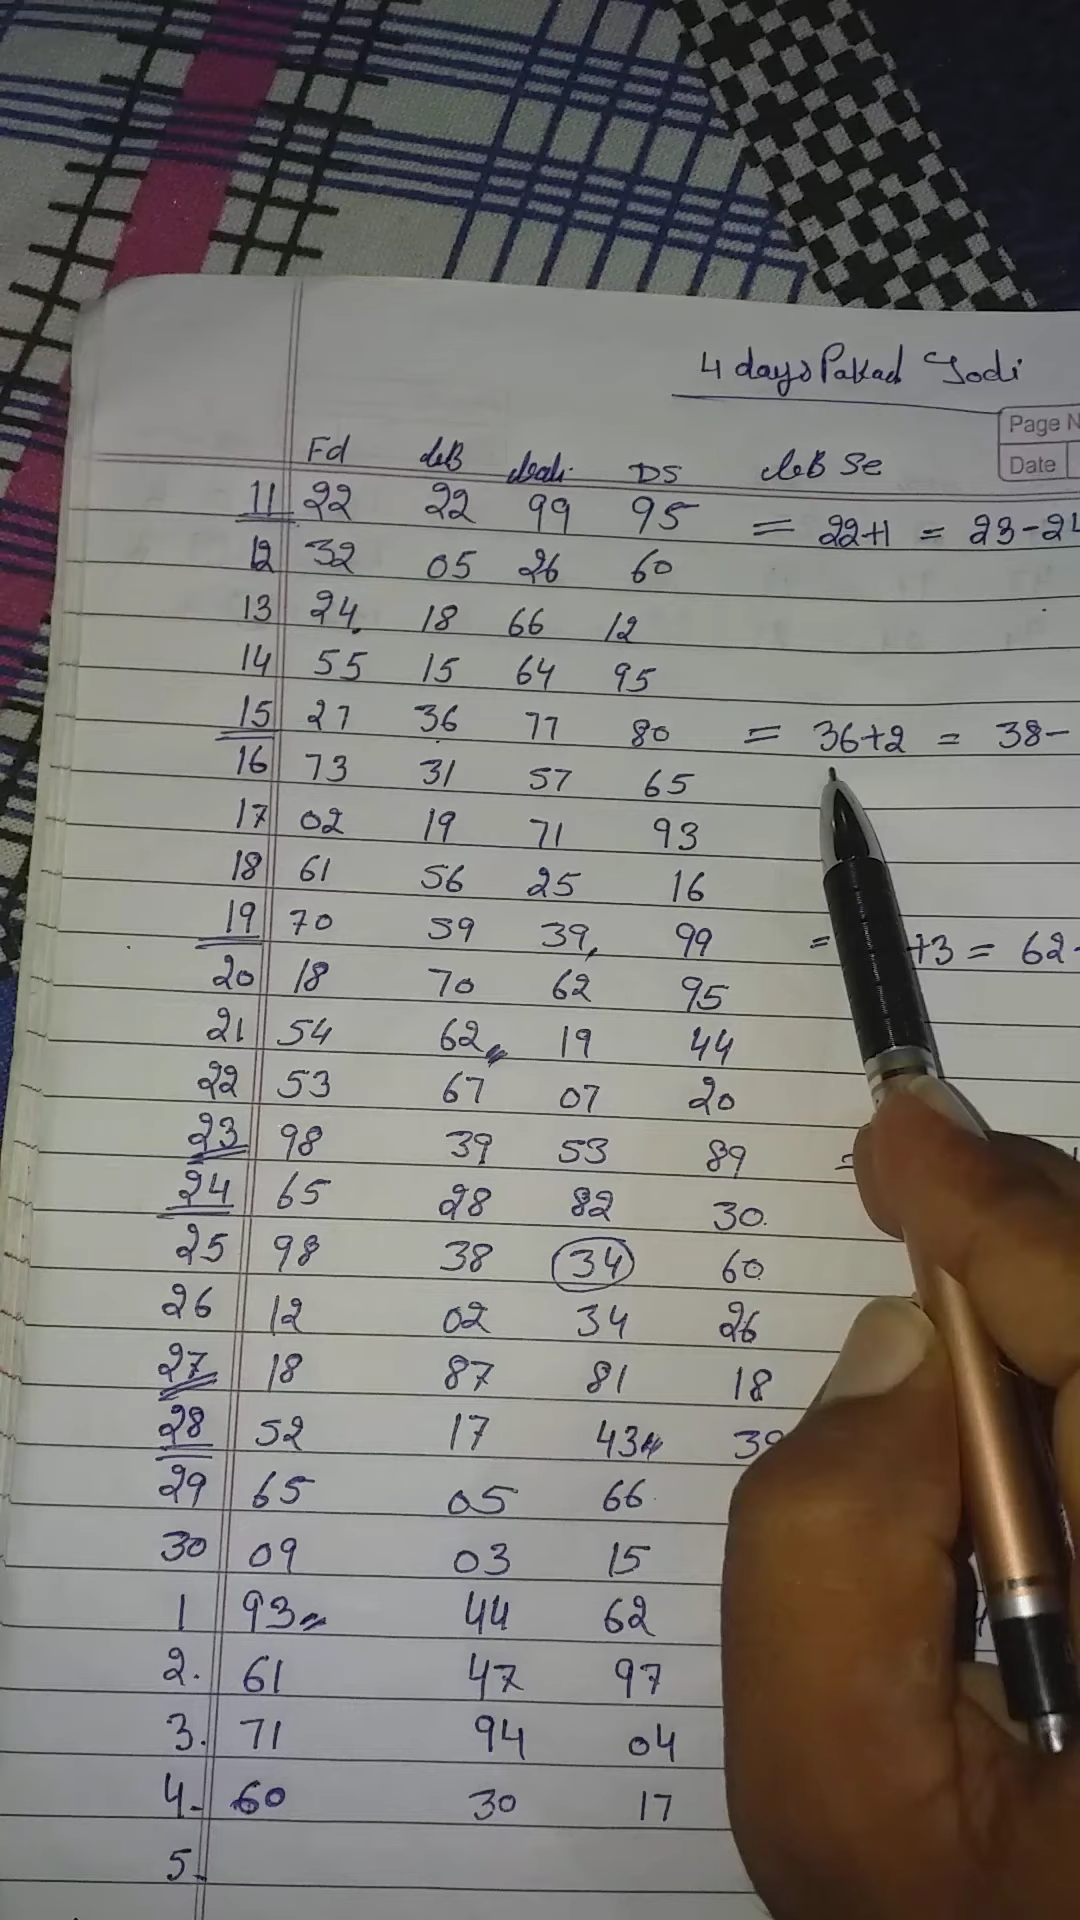 4 days Pakad Jodi
Page N
Date
Fd GB Gali. DS GB Se
11 22 22 99 95 = 22+1 = 23-24
12 32 05 26 60
13 24 18 66 12
14 55 15 64 95
15 27 36 77 80 = 36+2 = 38-
16 73 31 57 65
17 02 19 71 93
18 61 56 25 16
19 70 59 39 99 = +3 = 62-
20 18 70 62 95
21 54 62 19 44
22 53 67 07 20
23 98 39 53 89 =
24 65 28 82 30
25 98 38 34 60
26 12 02 34 26
27 18 87 81 18
28 52 17 43
29 65 05 66
30 09 03 15
1 93 44 62
2. 61 47 97
3. 71 94 04
4. 60 30 17
5.